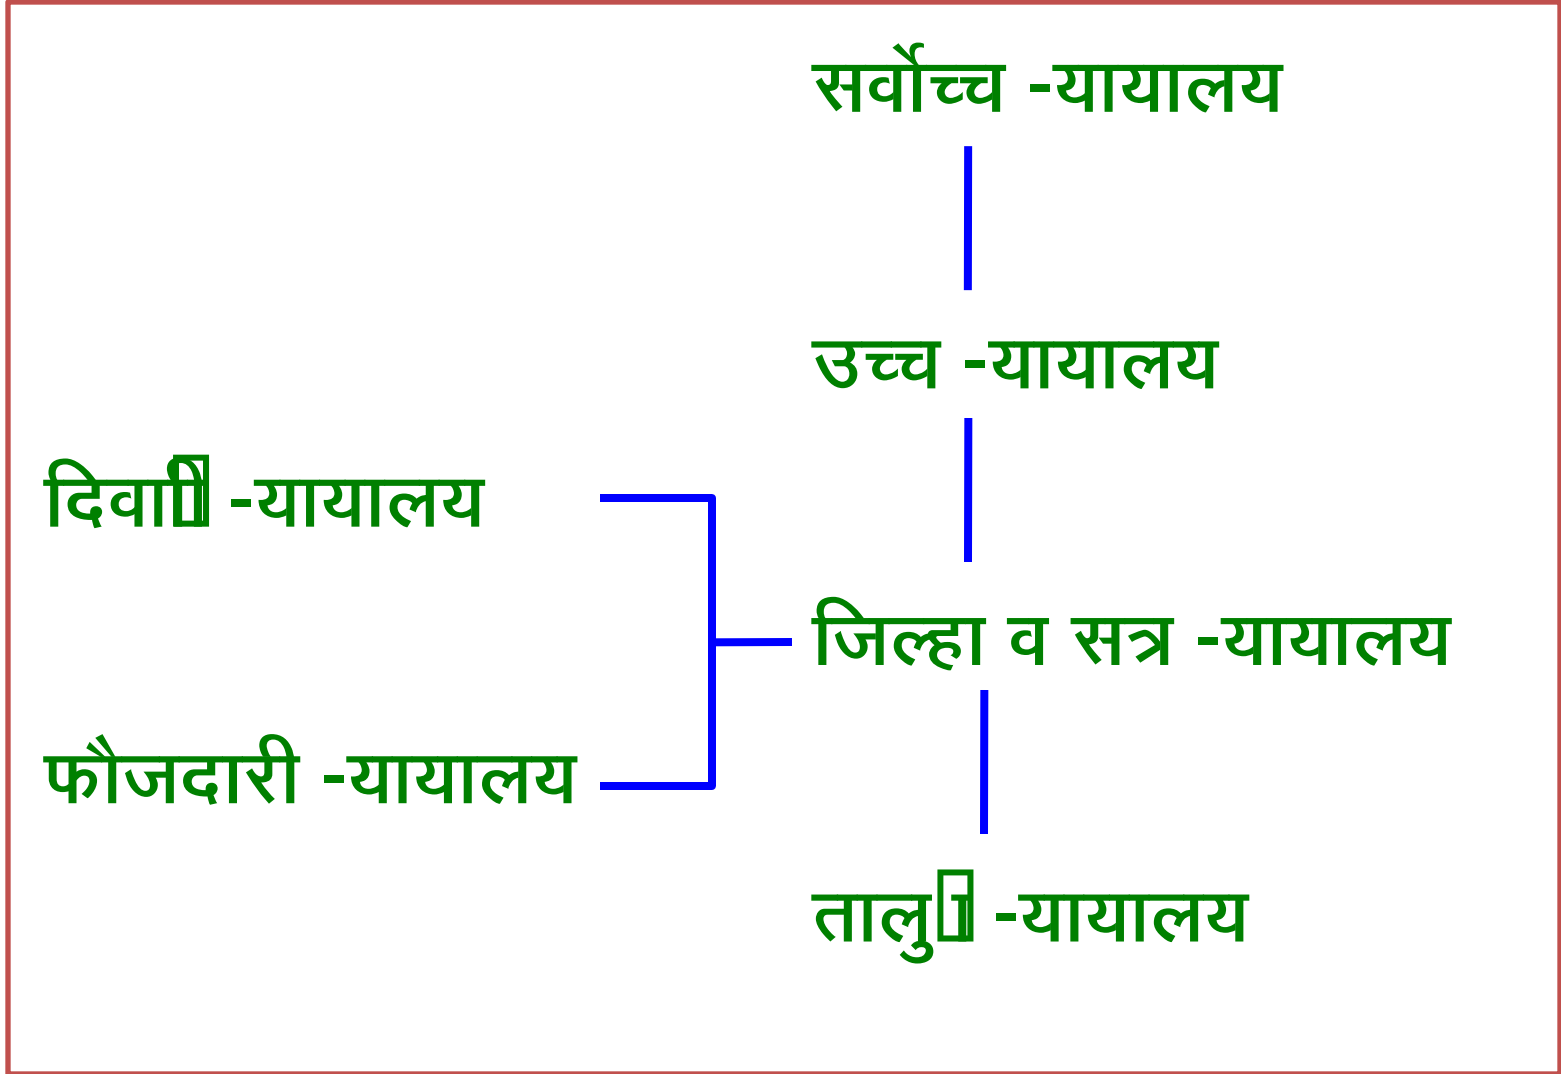 सर्वोच्च -यायालय
उच्च -यायालय
-यायालय
जिल्हा व सत्र -यायालय
फौजदारी -यायालय
-यायालय